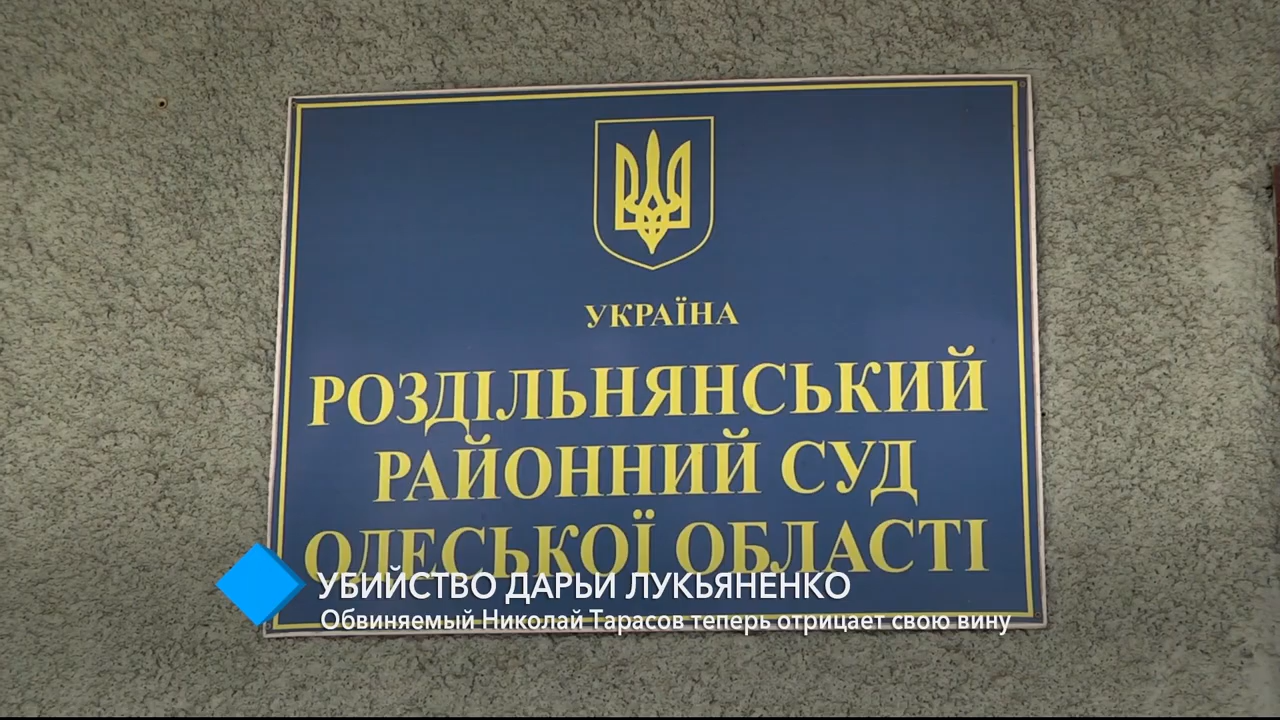 УКРАЇНА
РОЗДІЛЬНЯНСЬКИЙ
РАЙОННИЙ СУД
ОДЕСЬКОЇ ОБЛАСТІ
УБИЙСТВО ДАРЬИ ЛУКЬЯНЕНКО
Обвиняемый Николай Тарасов теперь отрицает свою вину